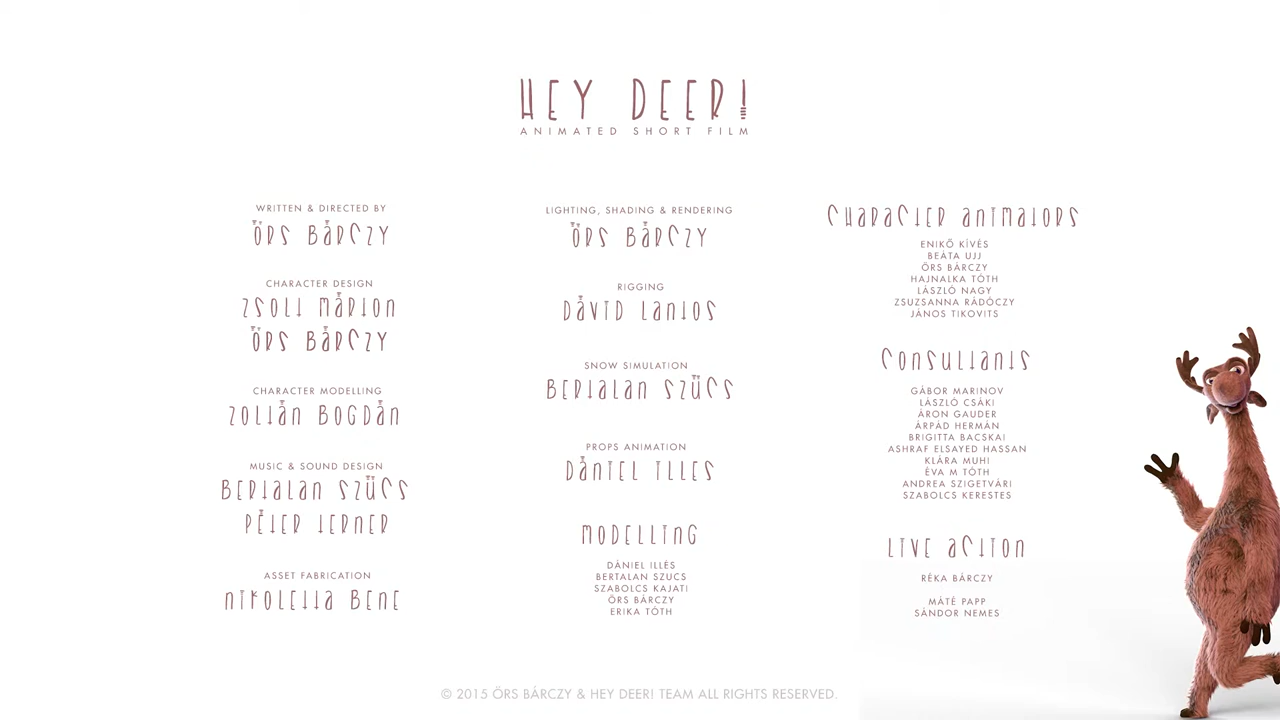 HEY DEER!
ANIMATED SHORT FILM
WRITTEN & DIRECTED BY
ÖRS BÁRCZY
CHARACTER DESIGN
ZSOLT MÁRION
ÖRS BÁRCZY
CHARACTER MODELLING
ZOLTÁN BOGDÁN
MUSIC & SOUND DESIGN
BERTALAN SZŰCS
PÉTER TERNER
ASSET FABRICATION
NIKOLETTA BENE
LIGHTING, SHADING & RENDERING
ÖRS BÁRCZY
RIGGING
DÁVID LANTOS
SNOW SIMULATION
BERTALAN SZŰCS
PROPS ANIMATION
DÁNIEL ILLES
MODELLING
DÁNIEL ILLÉS
BERTALAN SZUCS
SZABOLCS KAJATI
ÖRS BÁRCZY
ERIKA TÓTH
CHARACTER ANIMATORS
ENIKŐ KÍVÉS
BEÁTA UJJ
ÖRS BÁRCZY
HAJNALKA TÓTH
LÁSZLÓ NAGY
ZSUZSANNA RÁDÓCZY
JÁNOS TIKOVITS
CONSULTANTS
GÁBOR MARINOV
LÁSZLÓ CSÁKI
ÁRON GAUDER
ÁRPÁD HERMÁN
BRIGITTA BACSKAI
ASHRAF ELSAYED HASSAN
KLÁRA MUHI
ÉVA M TÓTH
ANDREA SZIGETVÁRI
SZABOLCS KERESTES
LIVE ACTION
RÉKA BÁRCZY
MÁTÉ PAPP
SÁNDOR NEMES
© 2015 ÖRS BÁRCZY & HEY DEER! TEAM ALL RIGHTS RESERVED.